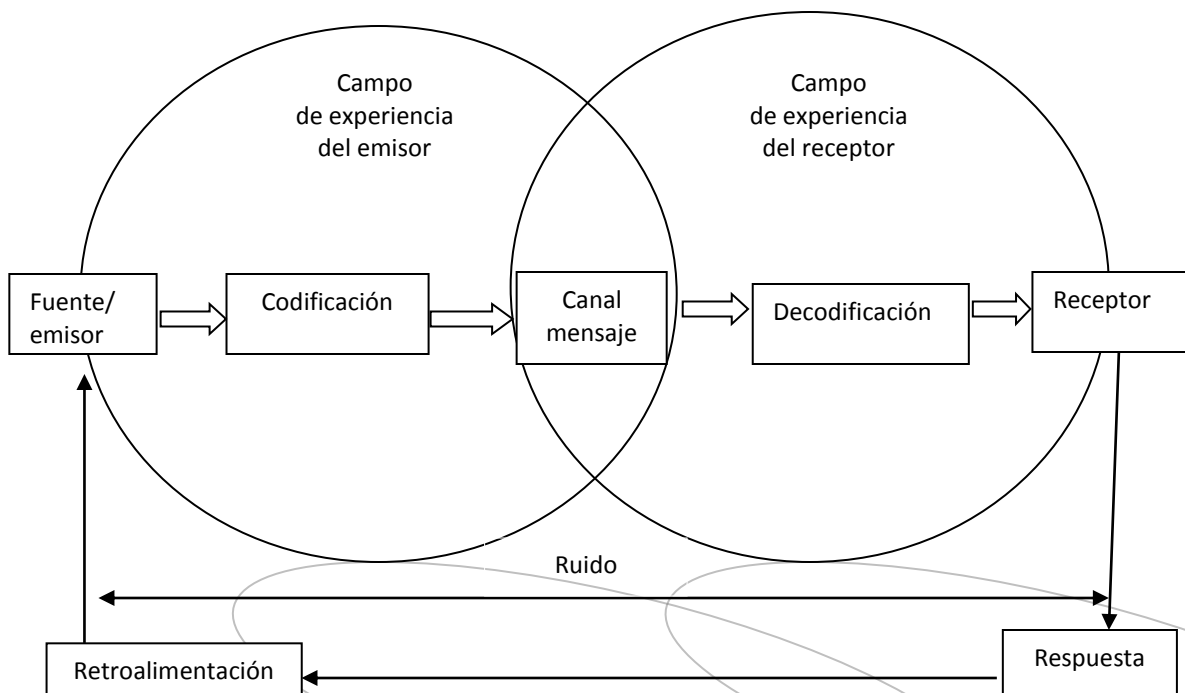 Campo
de experiencia
del emisor
Campo
de experiencia
del receptor
Fuente/
emisor
Codificación
Canal
mensaje
Decodificación
Receptor
Ruido
Retroalimentación
Respuesta